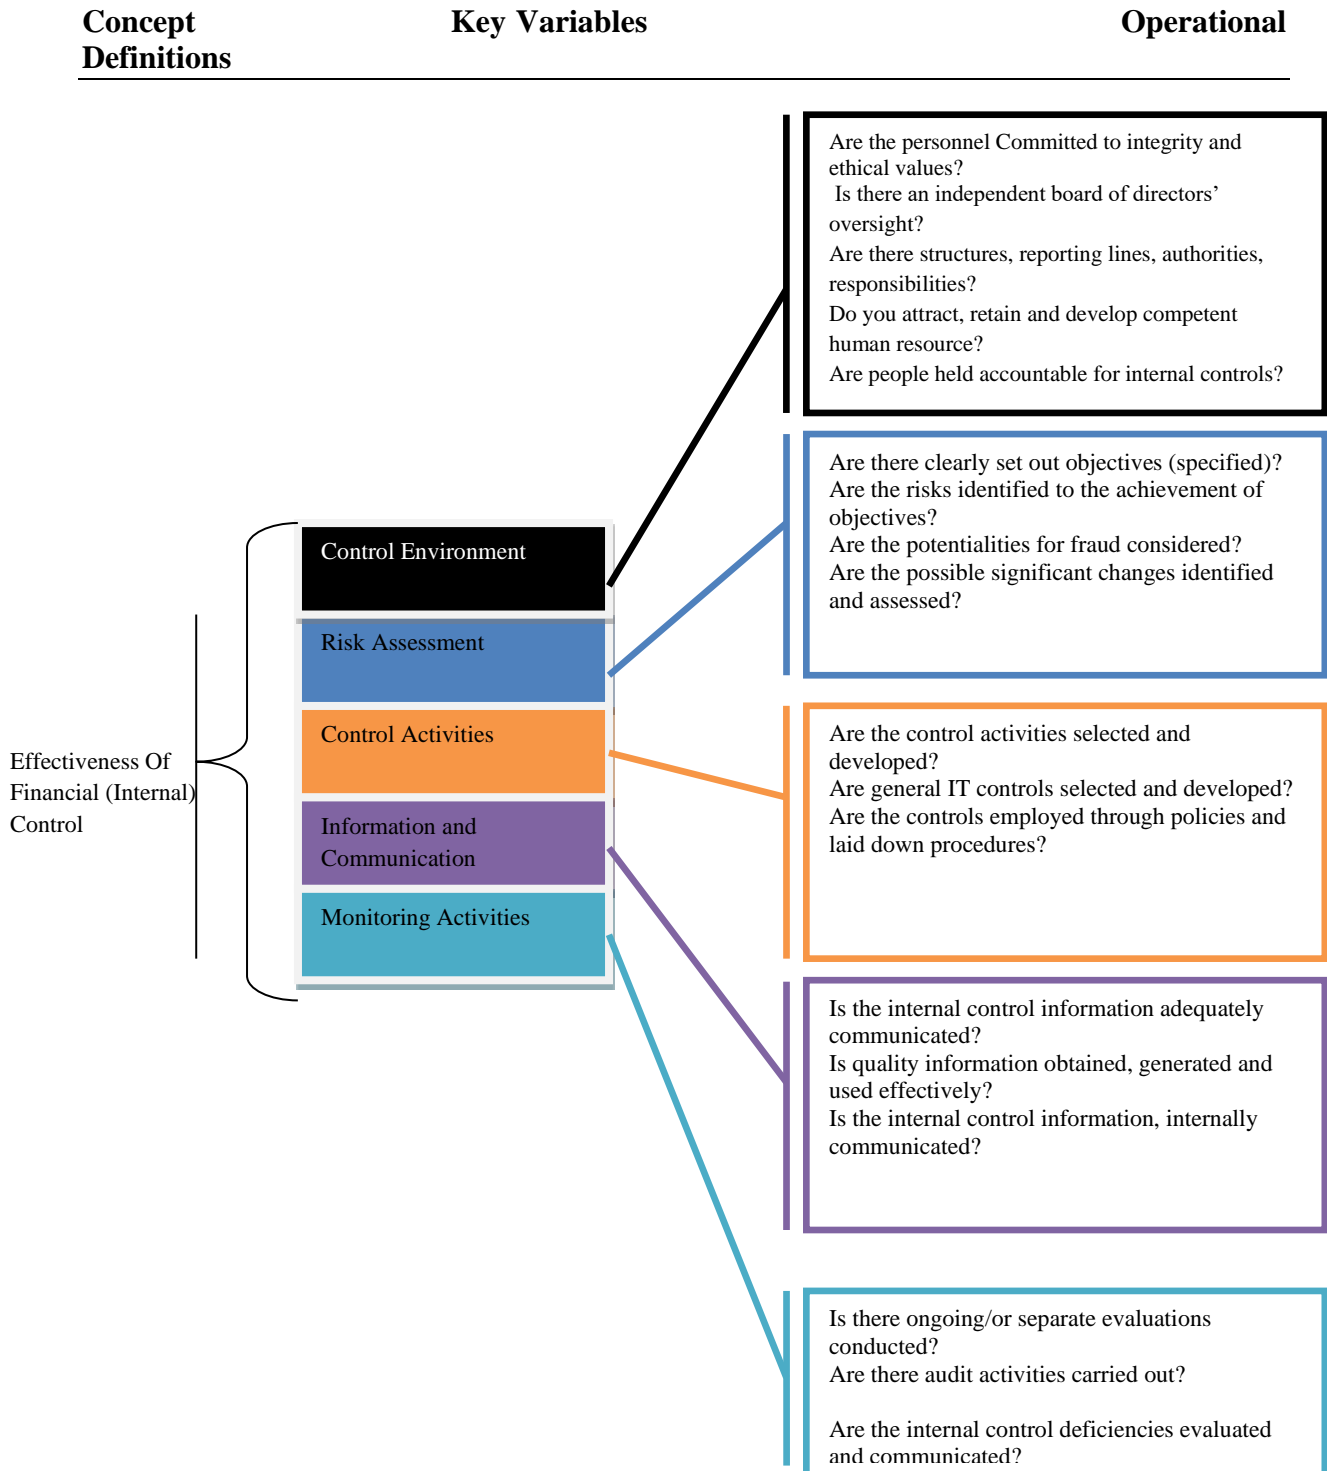 Concept Key Variables Operational
Definitions
Are the personnel Committed to integrity and
ethical values?
Is there an independent board of directors’
oversight?
Are there structures, reporting lines, authorities,
responsibilities?
Do you attract, retain and develop competent
human resource?
Are people held accountable for internal controls?
Are there clearly set out objectives (specified)?
Are the risks identified to the achievement of
objectives?
Are the potentialities for fraud considered?
Are the possible significant changes identified
and assessed?
Control Environment
Risk Assessment
Control Activities
Information and
Communication
Monitoring Activities
Effectiveness Of
Financial (Internal)
Control
Are the control activities selected and
developed?
Are general IT controls selected and developed?
Are the controls employed through policies and
laid down procedures?
Is the internal control information adequately
communicated?
Is quality information obtained, generated and
used effectively?
Is the internal control information, internally
communicated?
Is there ongoing/or separate evaluations
conducted?
Are there audit activities carried out?
Are the internal control deficiencies evaluated
and communicated?